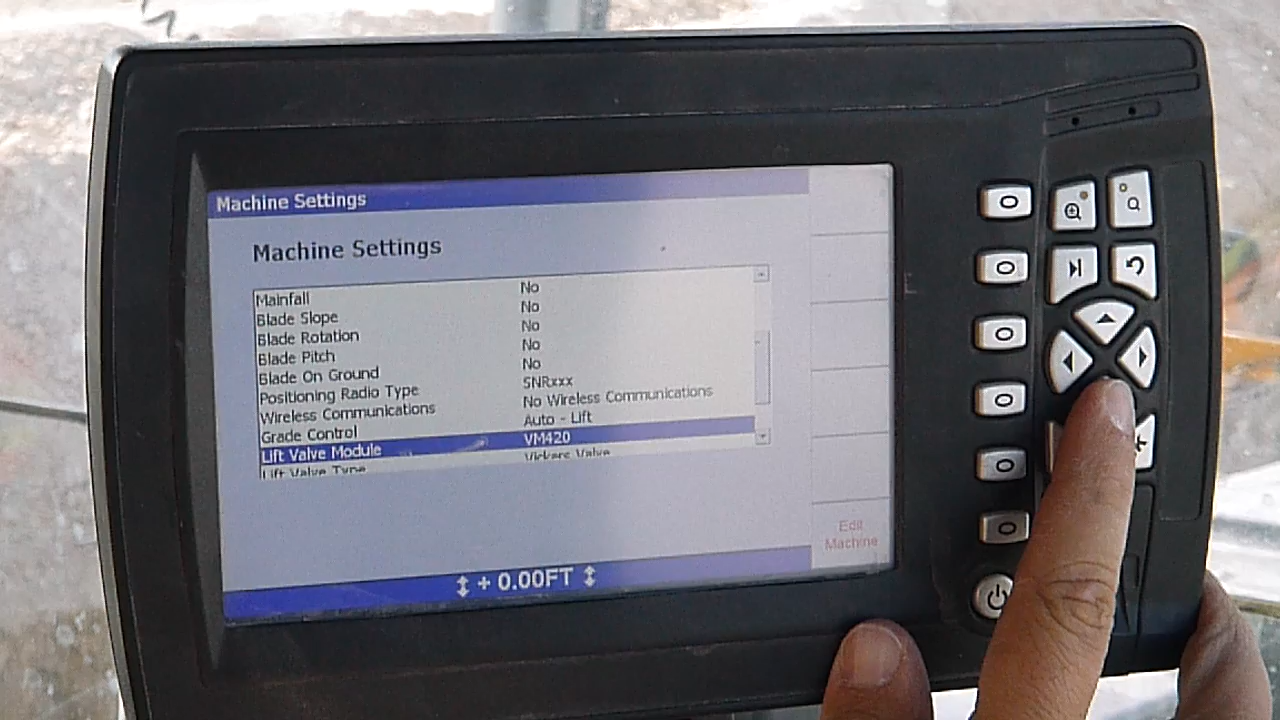 Machine Settings
Machine Settings
Mainfall No
Blade Slope No
Blade Rotation No
Blade Pitch No
Blade On Ground No
Positioning Radio Type SNRxxx
Wireless Communications No Wireless Communications
Grade Control Auto - Lift
Lift Valve Module VM420
Lift Valve Type Vickers Valve
Edit
Machine
+ 0.00FT